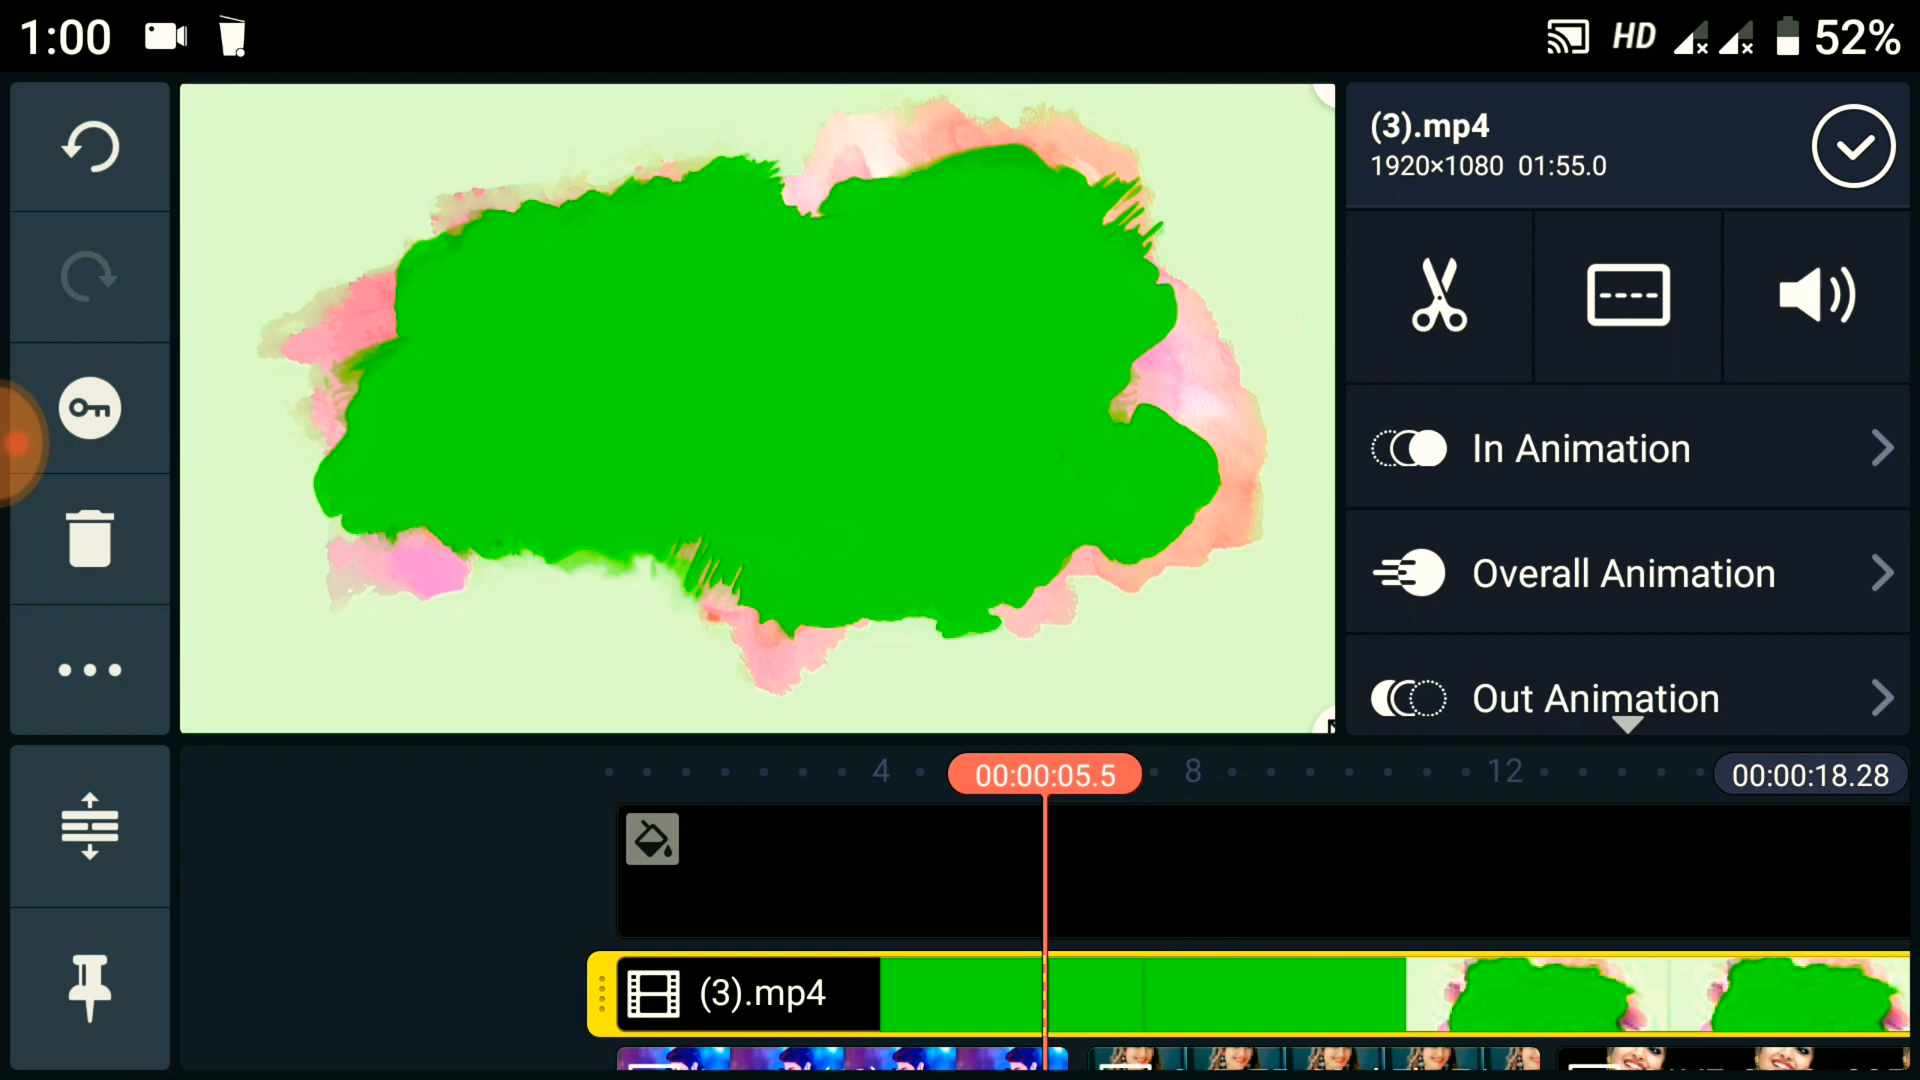 1:00
HD
52%
(3).mp4
1920×1080 01:55.0
In Animation
Overall Animation
Out Animation
4
00:00:05.5
8
12
00:00:18.28
(3).mp4